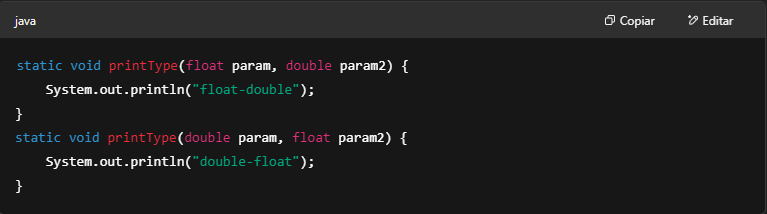 java Copiar Editar
static void printType(float param, double param2) {
    System.out.println("float-double");
}
static void printType(double param, float param2) {
    System.out.println("double-float");
}